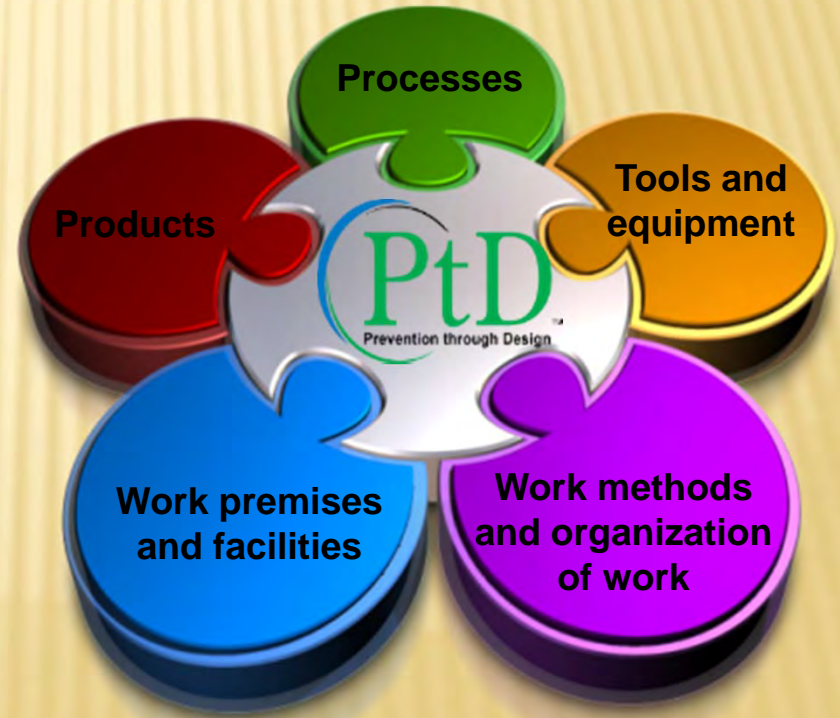 Processes
Products
Tools and
equipment
PtD
TM
Prevention through Design
Work premises
and facilities
Work methods
and organization
of work